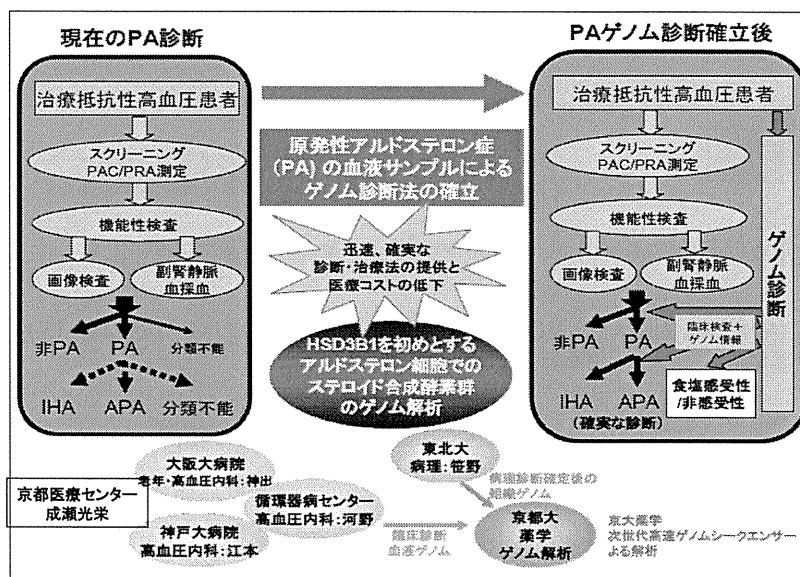 現在のPA診断
治療抵抗性高血圧患者
スクリーニング
PAC/PRA測定
機能性検査
画像検査
副腎静脈
血採血
非PA
PA
分類不能
IHA
APA
分類不能
原発性アルドステロン症
(PA) の血液サンプルによる
ゲノム診断法の確立
迅速、確実な
診断・治療法の提供と
医療コストの低下
HSD3B1を初めとする
アルドステロン細胞での
ステロイド合成酵素群
のゲノム解析
PAゲノム診断確立後
治療抵抗性高血圧患者
スクリーニング
PAC/PRA測定
機能性検査
画像検査
副腎静脈
血採血
ゲノム診断
非PA
PA
臨床検査+
ゲノム情報
IHA
APA
(確実な診断)
食塩感受性
/非感受性
京都医療センター
成瀬光栄
大阪大病院
老年・高血圧内科:神出
循環器病センター
高血圧内科:河野
神戸大病院
高血圧内科:江本
東北大
病理:笹野
病理診断確定後の
組織ゲノム
臨床診断
血液ゲノム
京都大
薬学
ゲノム解析
京大薬学
次世代高速ゲノムシークエンサー
よる解析